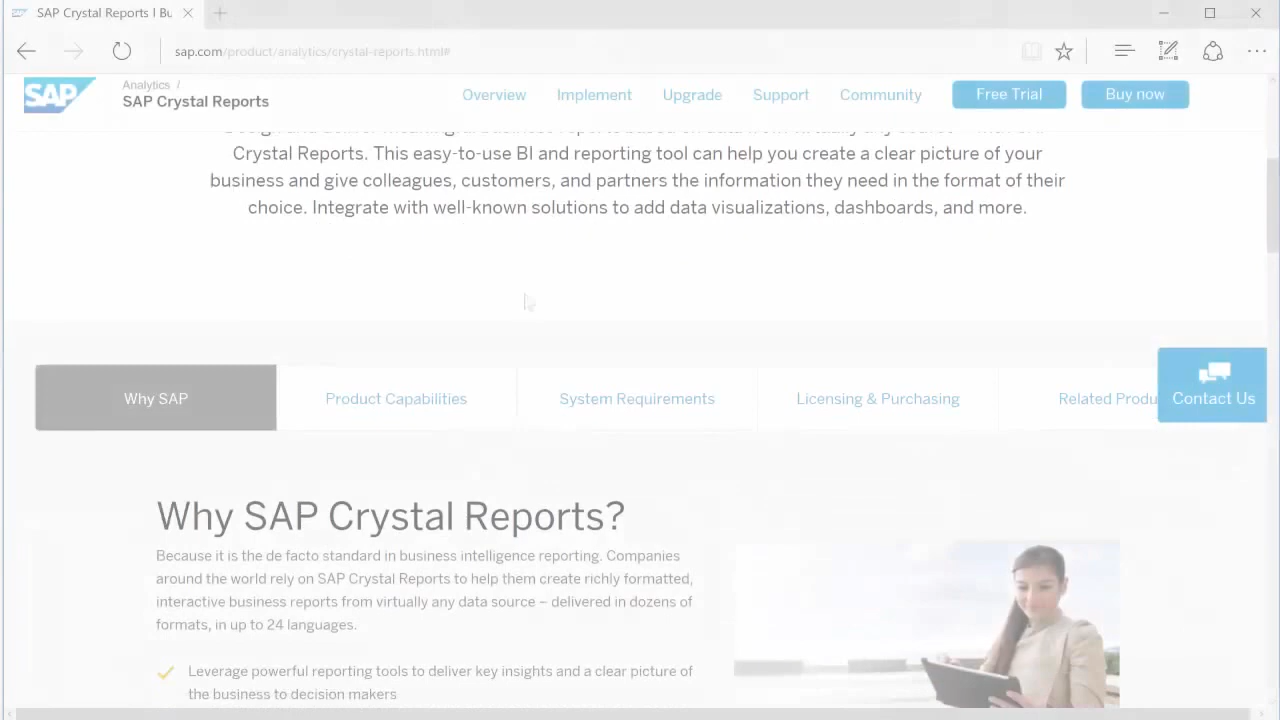 SAP Crystal Reports | Bu
sap.com/product/analytics/crystal-reports.html#
SAP
Analytics /
SAP Crystal Reports
Overview
Implement
Upgrade
Support
Community
Free Trial
Buy now
Crystal Reports. This easy-to-use BI and reporting tool can help you create a clear picture of your
business and give colleagues, customers, and partners the information they need in the format of their
choice. Integrate with well-known solutions to add data visualizations, dashboards, and more.
Why SAP
Product Capabilities
System Requirements
Licensing & Purchasing
Related Produ
Contact Us
Why SAP Crystal Reports?
Because it is the de facto standard in business intelligence reporting. Companies
around the world rely on SAP Crystal Reports to help them create richly formatted,
interactive business reports from virtually any data source – delivered in dozens of
formats, in up to 24 languages.
Leverage powerful reporting tools to deliver key insights and a clear picture of
the business to decision makers